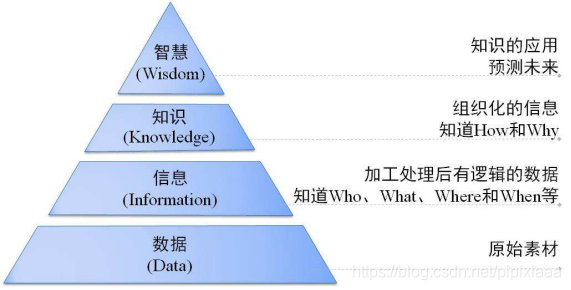 智慧
(Wisdom)
知识的应用
预测未来
知识
(Knowledge)
组织化的信息
知道How和Why
信息
(Information)
加工处理后有逻辑的数据
知道Who、What、Where和When等
数据
(Data)
原始素材
https://blog.csdn.net/pipixiaaa